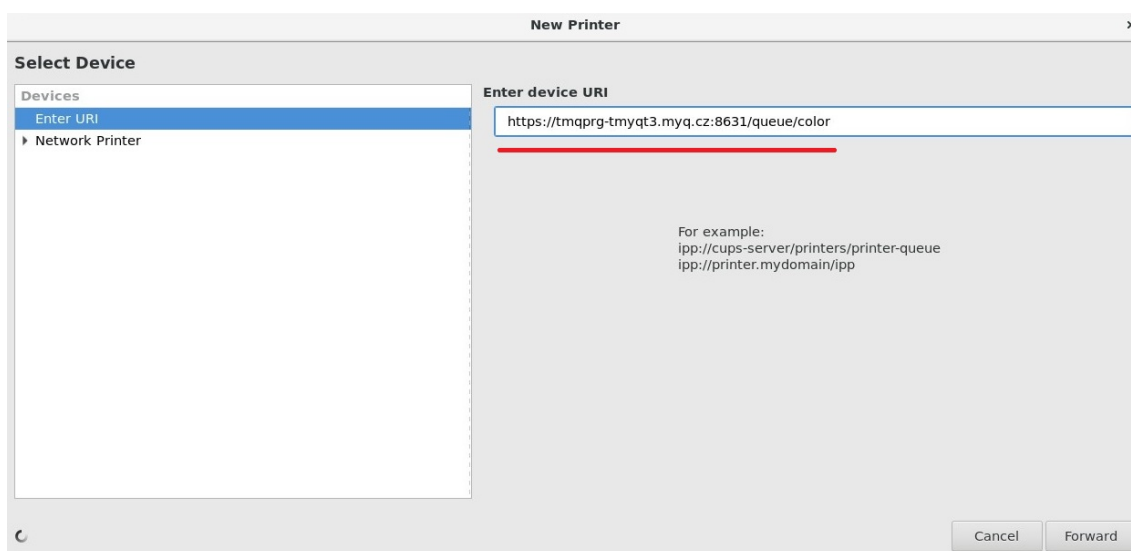 New Printer
Select Device
Devices
Enter URI
Network Printer
Enter device URI
https://tmqprg-tmyqt3.myq.cz:8631/queue/color
For example:
ipp://cups-server/printers/printer-queue
ipp://printer.mydomain/ipp
Cancel
Forward